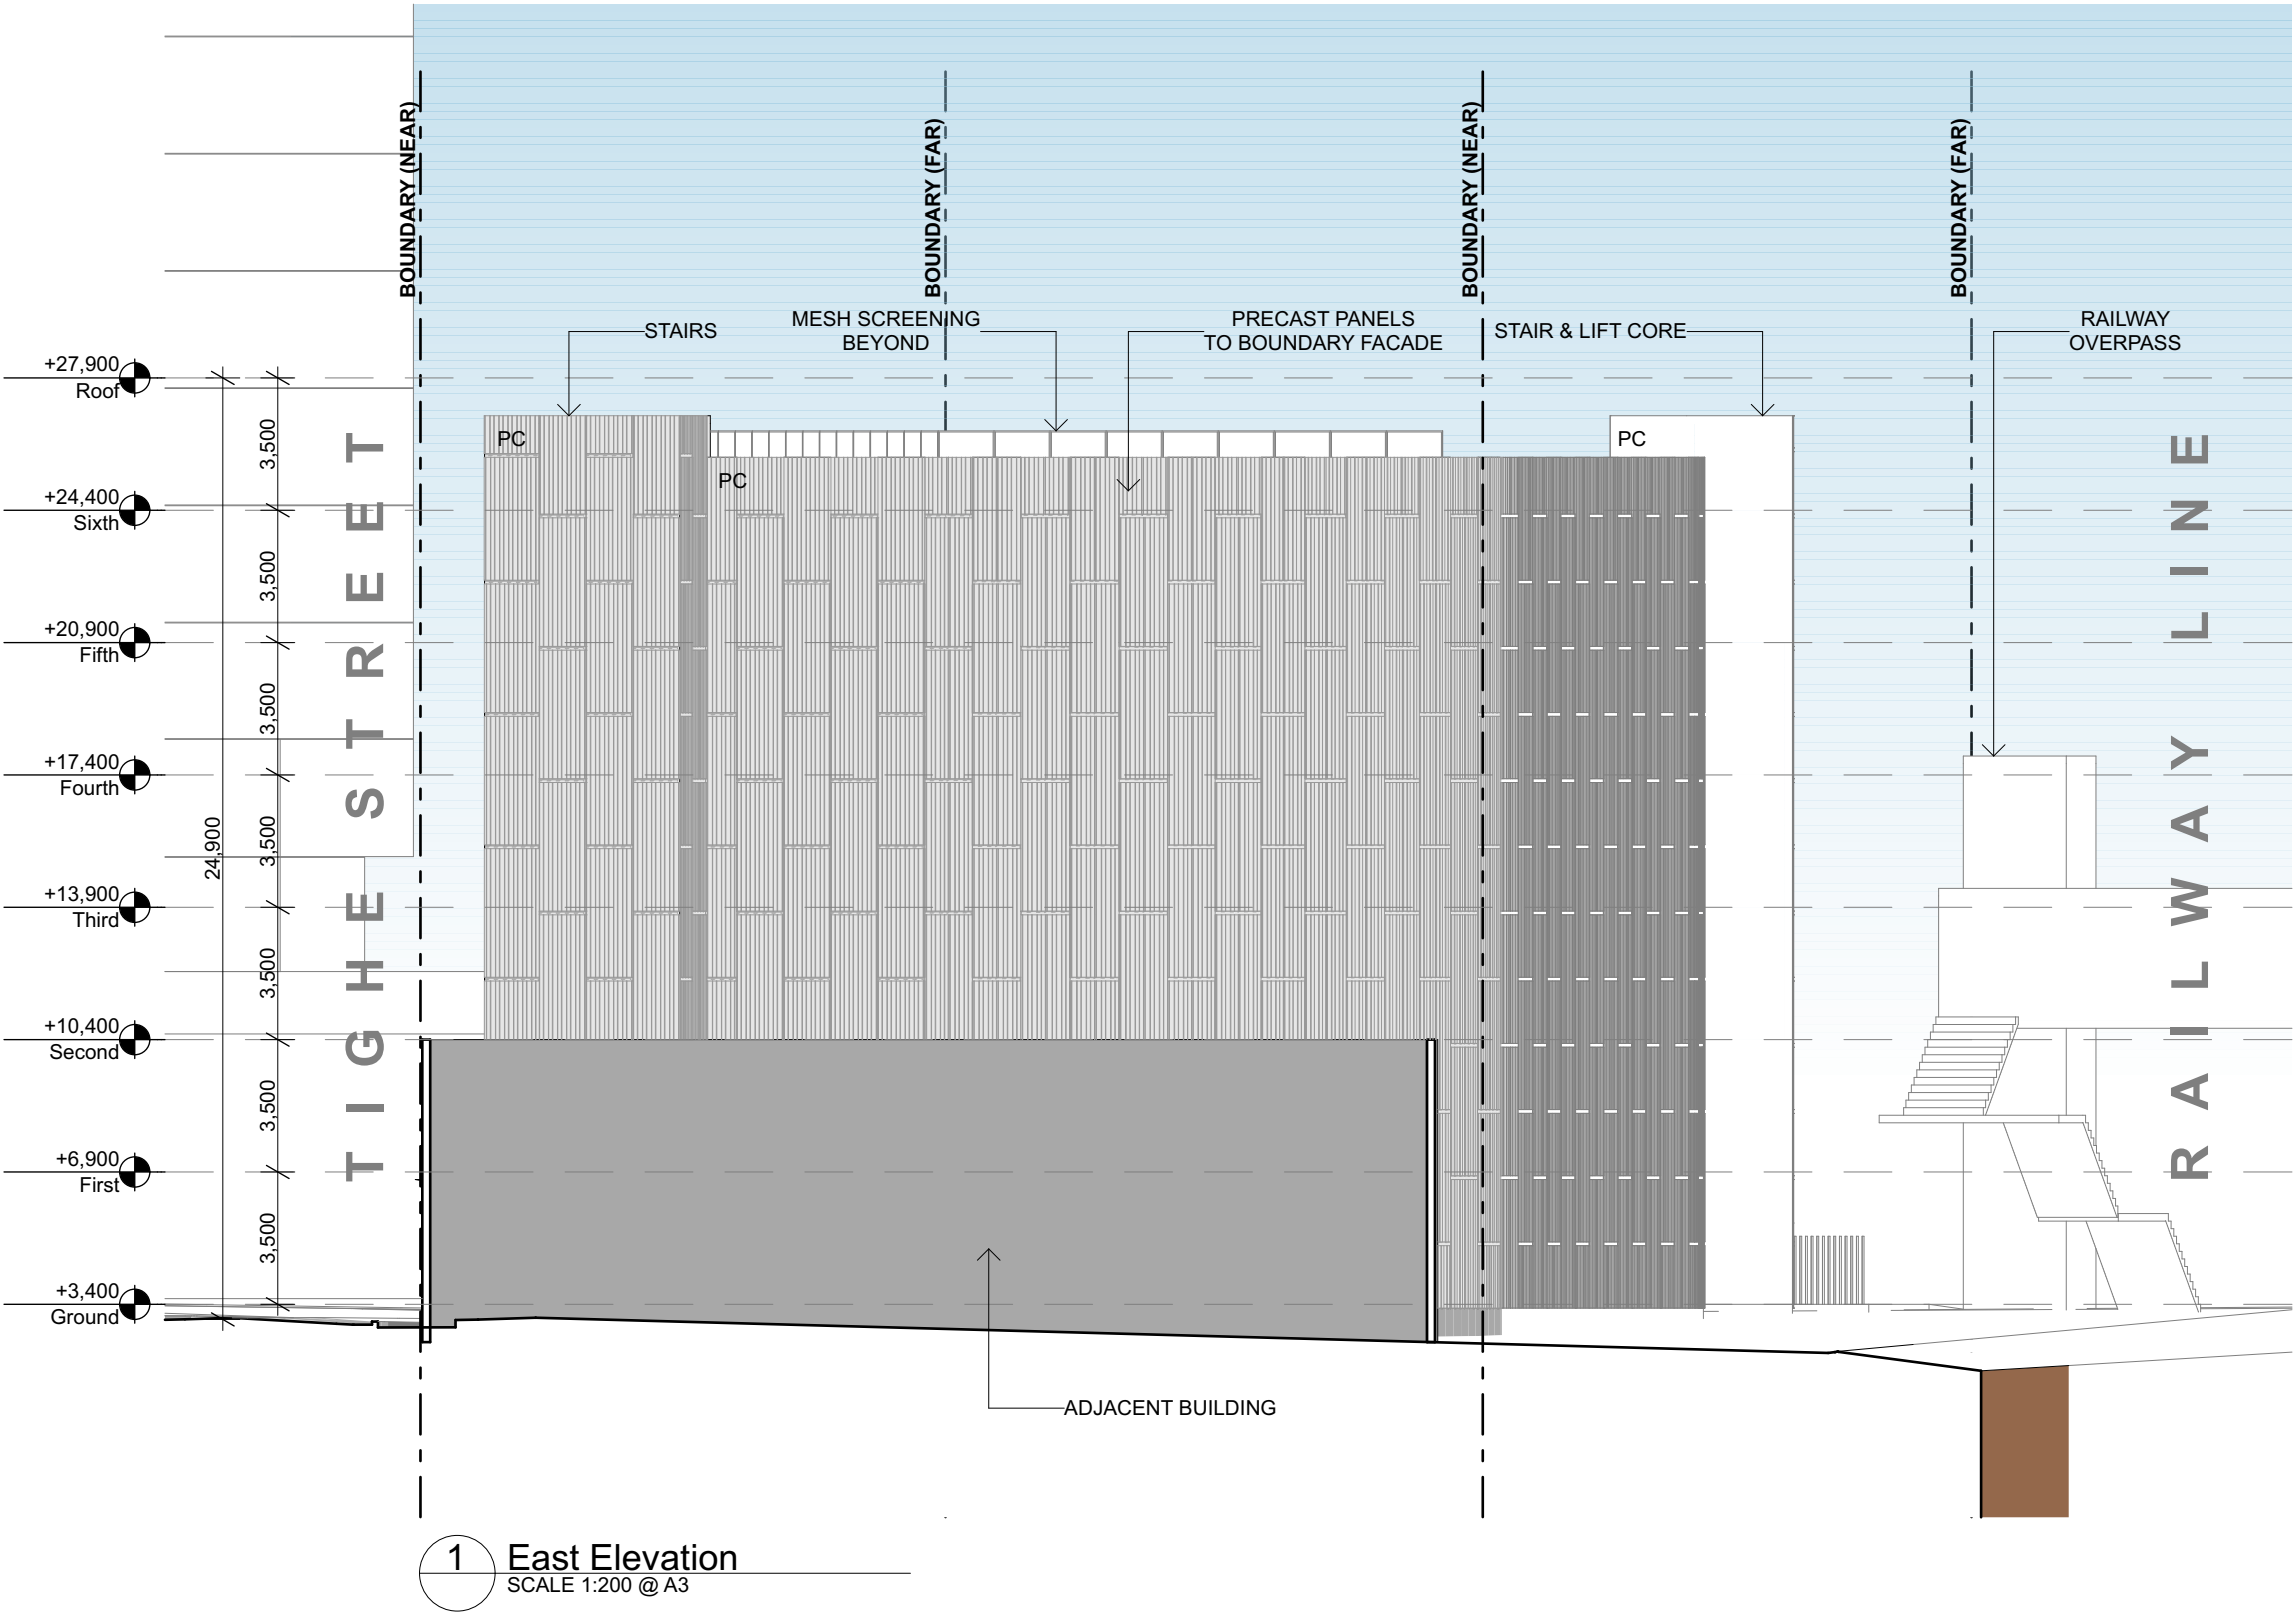 BOUNDARY (NEAR)
BOUNDARY (FAR)
BOUNDARY (NEAR)
BOUNDARY (FAR)
STAIRS
MESH SCREENING
BEYOND
PRECAST PANELS
TO BOUNDARY FACADE
STAIR & LIFT CORE
RAILWAY
OVERPASS
+27,900
Roof
+24,400
Sixth
+20,900
Fifth
+17,400
Fourth
+13,900
Third
+10,400
Second
+6,900
First
+3,400
Ground
24,900
3,500
3,500
3,500
3,500
3,500
3,500
3,500
TIGHE STREET
PC
PC
PC
RAILWAY LINE
ADJACENT BUILDING
1
East Elevation
SCALE 1:200 @ A3